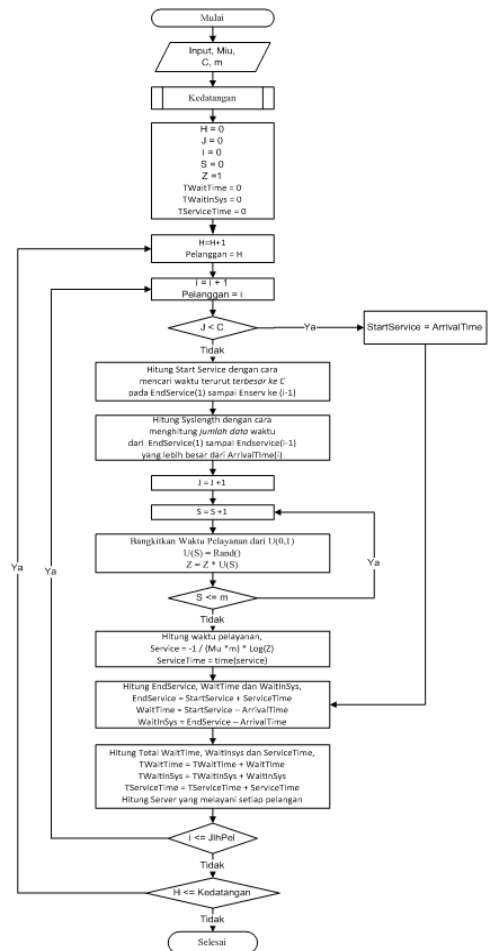 Mulai
Input, Miu,
C, m
Kedatangan
H = 0
J = 0
i = 0
S = 0
Z =1
TWaitTime = 0
TWaitInSys = 0
TServiceTime = 0
H=H+1
Pelanggan = H
i = i + 1
Pelanggan = i
J < C
Ya
StartService = ArrivalTime
Tidak
Hitung Start Service dengan cara
mencari waktu terurut terbesar ke C
pada EndService(1) sampai Enserv ke (i-1)
Hitung Syslength dengan cara
menghitung jumlah data waktu
dari EndService(1) sampai Endservice(i-1)
yang lebih besar dari ArrivalTime(i)
J = J +1
S = S +1
Bangkitkan Waktu Pelayanan dari U(0,1)
U(S) = Rand()
Z = Z * U(S)
Ya
Ya
Ya
S <= m
Tidak
Hitung waktu pelayanan,
Service = -1 / (Mu *m) * Log(Z)
ServiceTime = time(service)
Hitung EndService, WaitTime dan WaitInSys,
EndService = StartService + ServiceTime
WaitTime = StartService – ArrivalTime
WaitInSys = EndService – ArrivalTime
Hitung Total WaitTime, WaitInsys dan ServiceTime,
TWaitTime = TWaitTime + WaitTime
TWaitInSys = TWaitInSys + WaitInSys
TServiceTime = TServiceTime + ServiceTime
Hitung Server yang melayani setiap pelangan
i <= JlhPel
Tidak
H <= Kedatangan
Tidak
Selesai